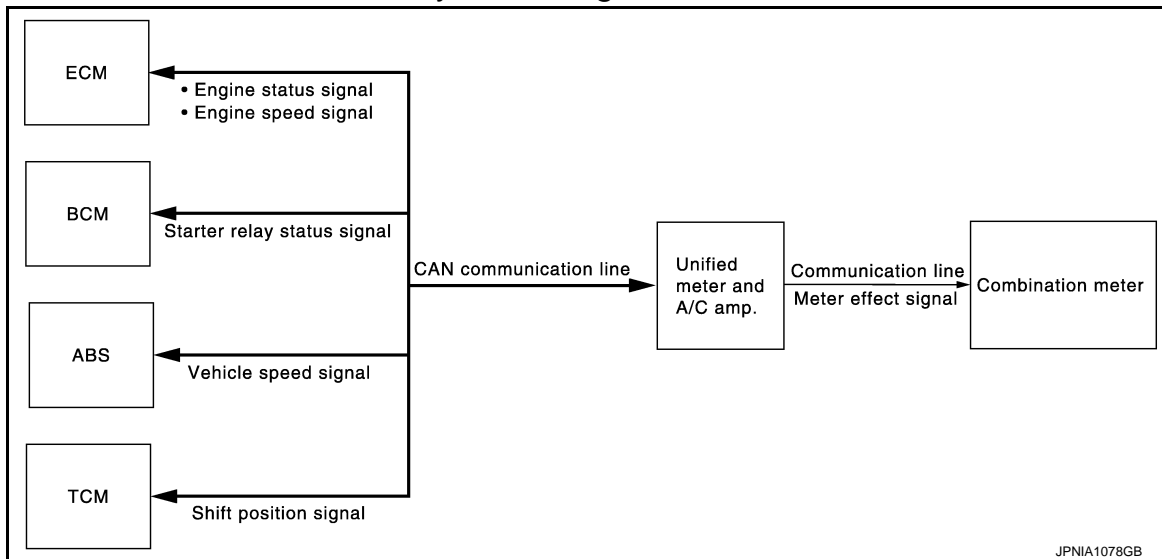 ECM
• Engine status signal
• Engine speed signal
BCM
Starter relay status signal
CAN communication line
Unified
meter and
A/C amp.
Communication line
Meter effect signal
Combination meter
ABS
Vehicle speed signal
TCM
Shift position signal
JPNIA1078GB